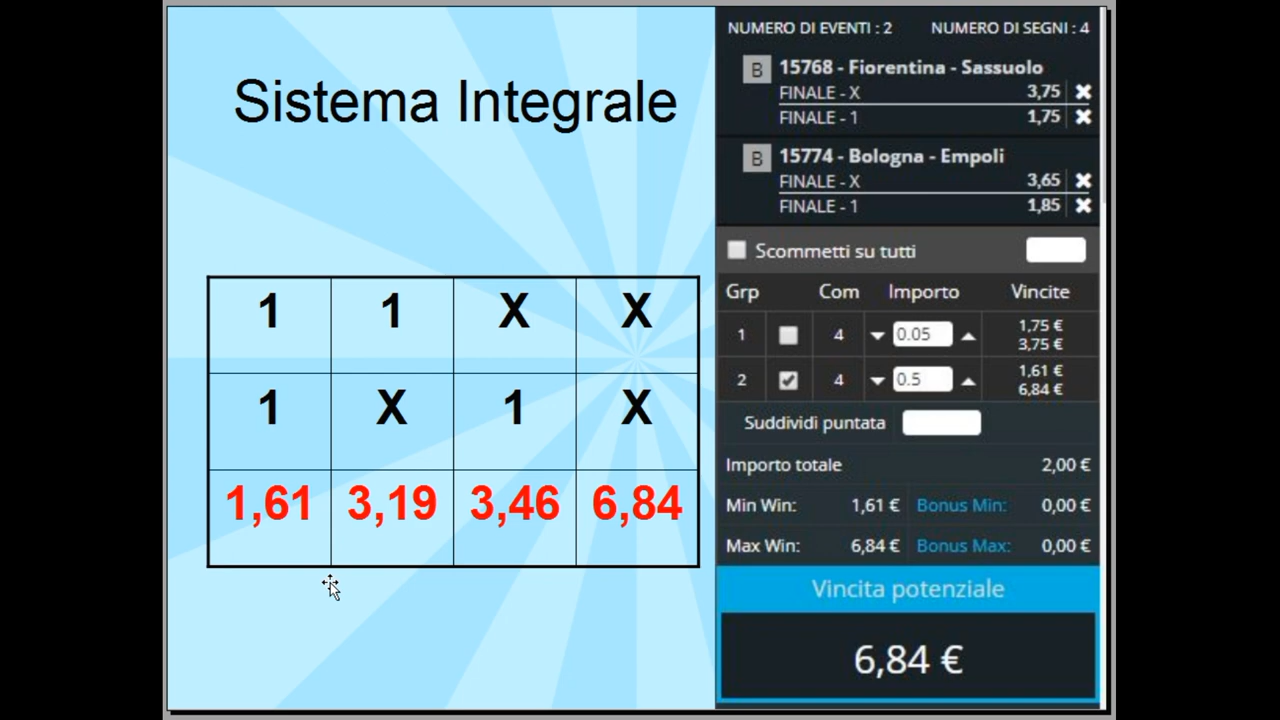 Sistema Integrale
1 1 X X
1 X 1 X
1,61 3,19 3,46 6,84
NUMERO DI EVENTI : 2 NUMERO DI SEGNI : 4
B 15768 - Fiorentina - Sassuolo
FINALE - X 3,75
FINALE - 1 1,75
B 15774 - Bologna - Empoli
FINALE - X 3,65
FINALE - 1 1,85
Scommetti su tutti
Grp Com Importo Vincite
1 4 0.05 1,75 €
3,75 €
2 4 0.5 1,61 €
6,84 €
Suddividi puntata
Importo totale 2,00 €
Min Win: 1,61 € Bonus Min: 0,00 €
Max Win: 6,84 € Bonus Max: 0,00 €
Vincita potenziale
6,84 €